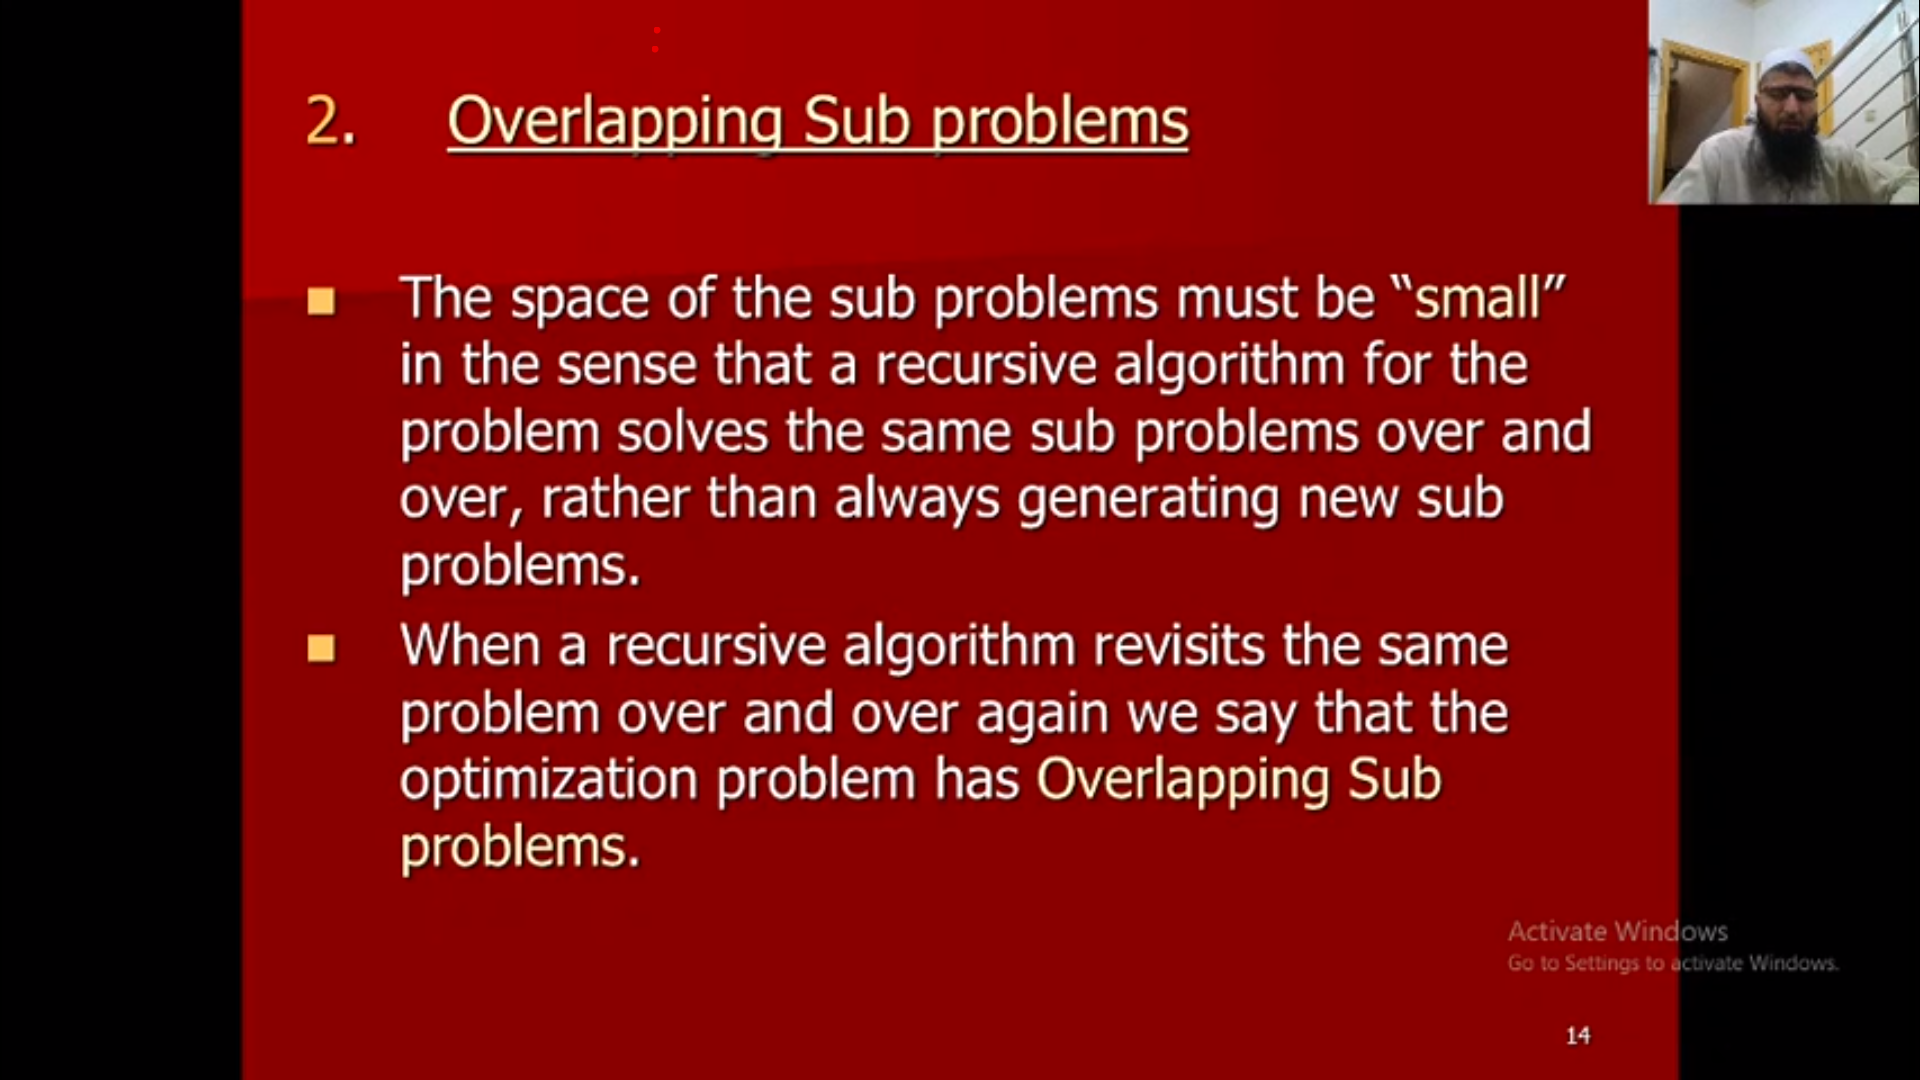 2. Overlapping Sub problems
■ The space of the sub problems must be “small”
in the sense that a recursive algorithm for the
problem solves the same sub problems over and
over, rather than always generating new sub
problems.
■ When a recursive algorithm revisits the same
problem over and over again we say that the
optimization problem has Overlapping Sub
problems.
Activate Windows
Go to Settings to activate Windows.
14